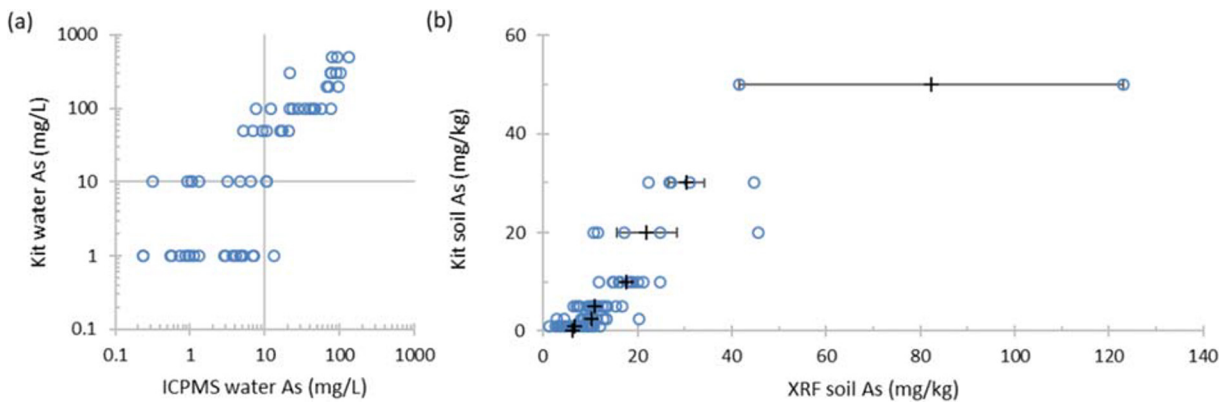 (a)
1000
100
10
1
0.1
Kit water As (mg/L)
0.1 1 10 100 1000
ICPMS water As (mg/L)
(b)
60
40
20
0
Kit soil As (mg/kg)
0 20 40 60 80 100 120 140
XRF soil As (mg/kg)